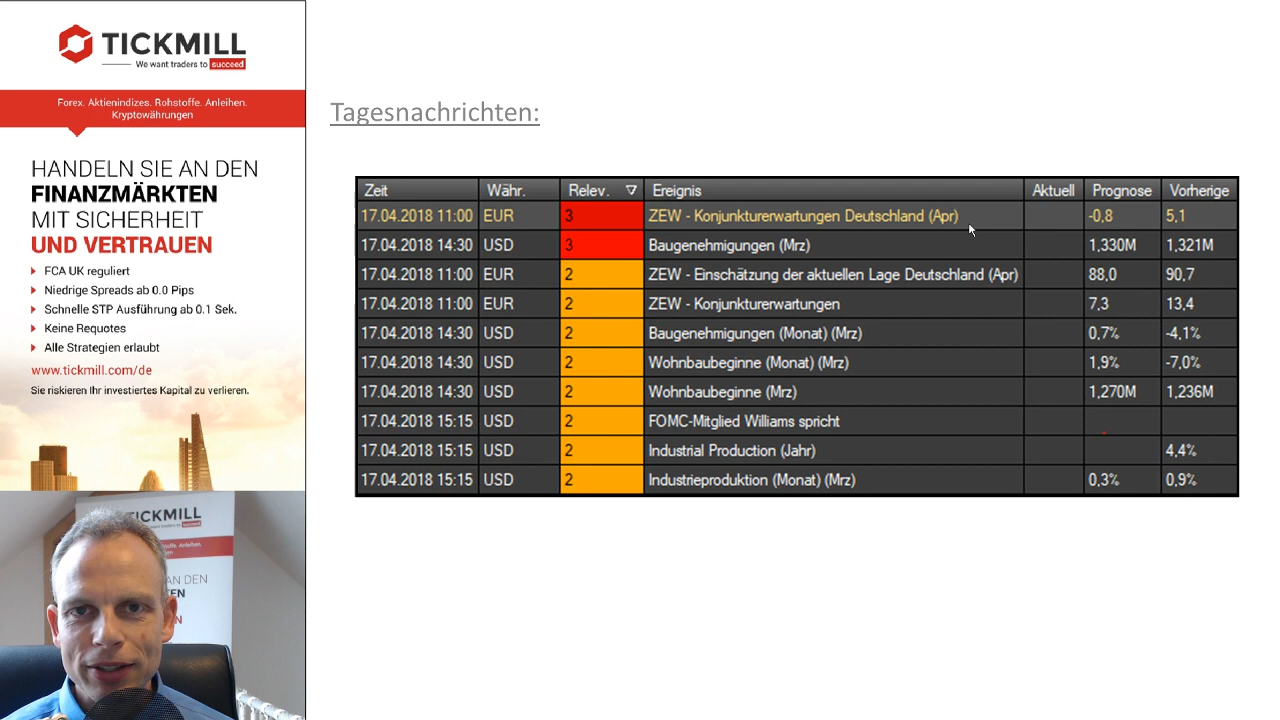 TICKMILL
We want traders to succeed
Forex. Aktienindizes. Rohstoffe. Anleihen.
Kryptowährungen
HANDELN SIE AN DEN
FINANZMÄRKTEN
MIT SICHERHEIT
UND VERTRAUEN
FCA UK reguliert
Niedrige Spreads ab 0.0 Pips
Schnelle STP Ausführung ab 0.1 Sek.
Keine Requotes
Alle Strategien erlaubt
www.tickmill.com/de
Sie riskieren Ihr investiertes Kapital zu verlieren.
Tagesnachrichten:
Zeit Währ. Relev. Ereignis Aktuell Prognose Vorherige
17.04.2018 11:00 EUR 3 ZEW - Konjunkturerwartungen Deutschland (Apr) -0,8 5,1
17.04.2018 14:30 USD 3 Baugenehmigungen (Mrz) 1,330M 1,321M
17.04.2018 11:00 EUR 2 ZEW - Einschätzung der aktuellen Lage Deutschland (Apr) 88,0 90,7
17.04.2018 11:00 EUR 2 ZEW - Konjunkturerwartungen 7,3 13,4
17.04.2018 14:30 USD 2 Baugenehmigungen (Monat) (Mrz) 0,7% -4,1%
17.04.2018 14:30 USD 2 Wohnbaubeginne (Monat) (Mrz) 1,9% -7,0%
17.04.2018 14:30 USD 2 Wohnbaubeginne (Mrz) 1,270M 1,236M
17.04.2018 15:15 USD 2 FOMC-Mitglied Williams spricht
17.04.2018 15:15 USD 2 Industrial Production (Jahr) 4,4%
17.04.2018 15:15 USD 2 Industrieproduktion (Monat) (Mrz) 0,3% 0,9%
TICKMILL
AN DEN